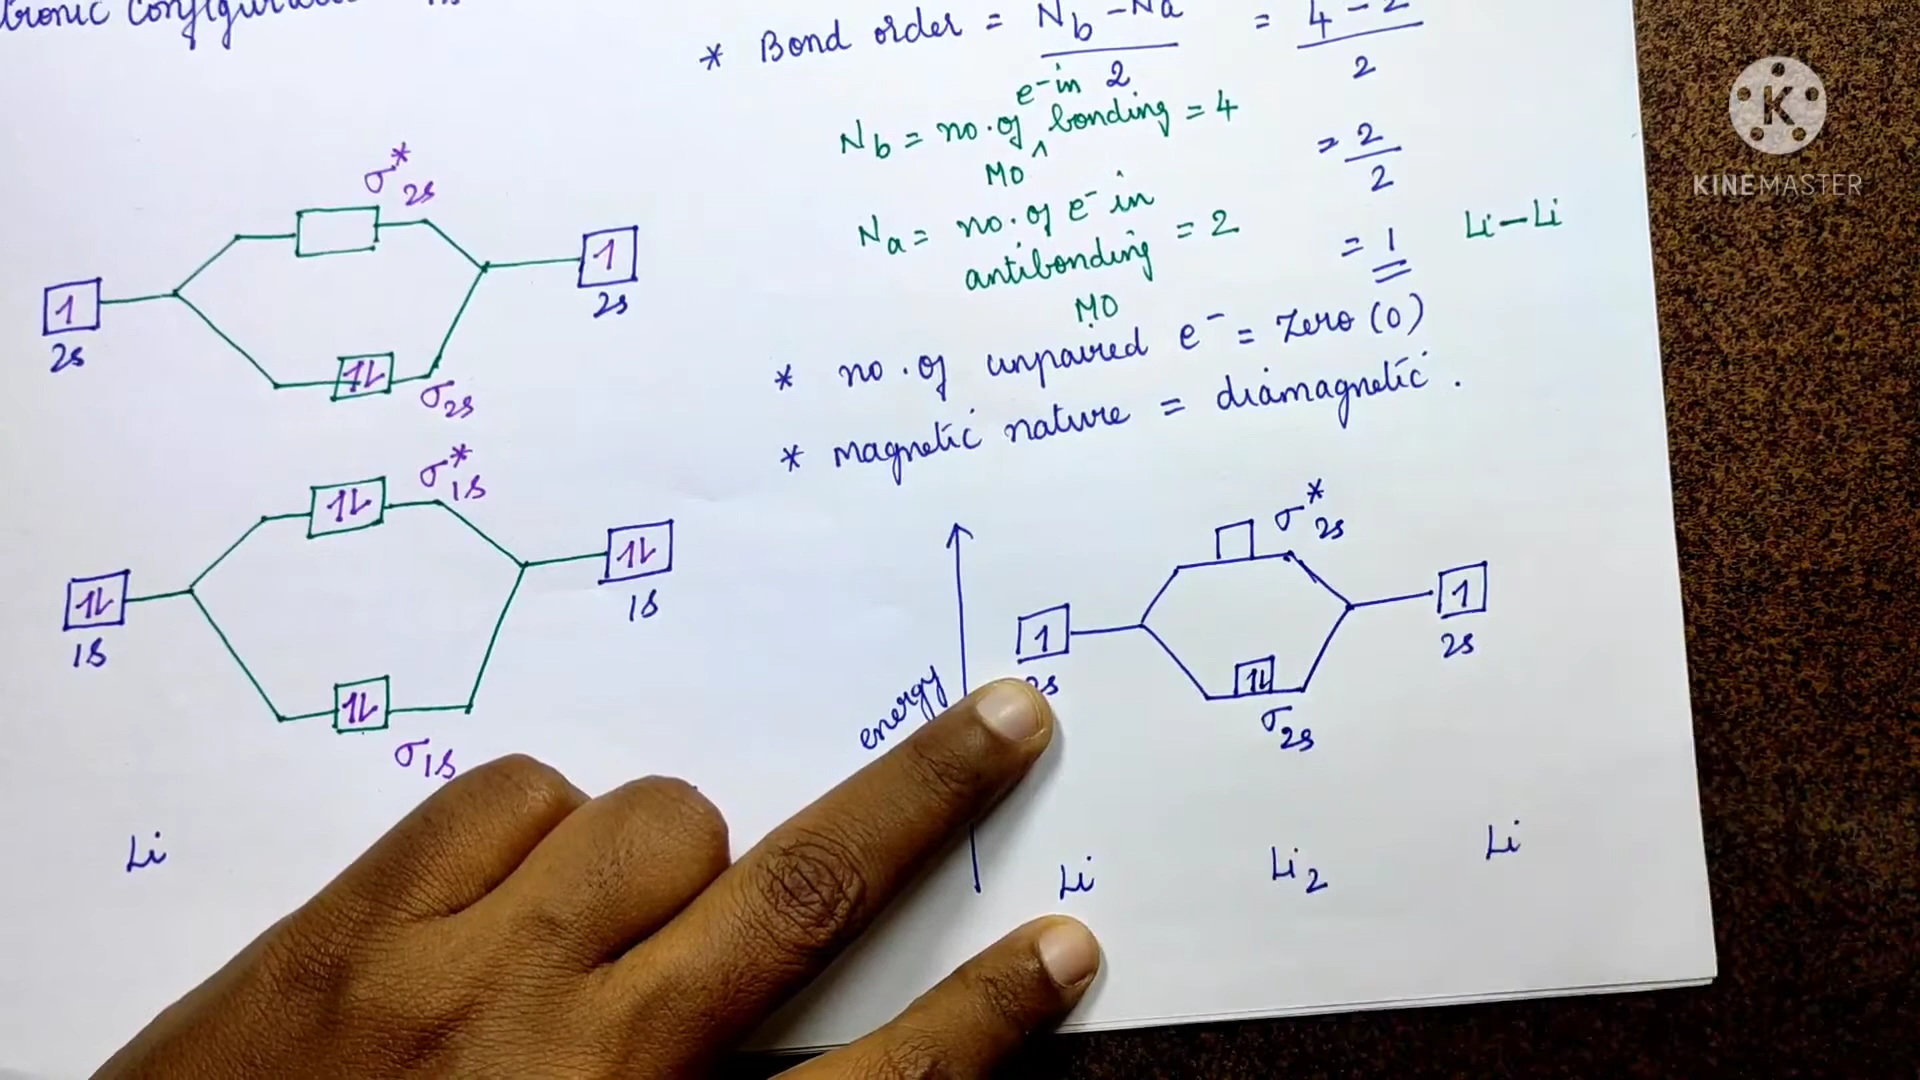 tronic Configurat
* Bond order = Nb - Na / 2 = 4 - 2 / 2
Nb = no. of e⁻ in bonding MO = 4
= 2 / 2
Na = no. of e⁻ in antibonding MO = 2
= 1 Li-Li
* no. of unpaired e⁻ = zero (0)
* magnetic nature = diamagnetic.
σ*2s
1 1
2s 2s
1L
σ2s
σ*1s
1L
1L 1L
1s 1s
1L
σ1s
Li
energy
σ*2s
1 1
2s 2s
1L
σ2s
Li Li2 Li
K
KINEMASTER